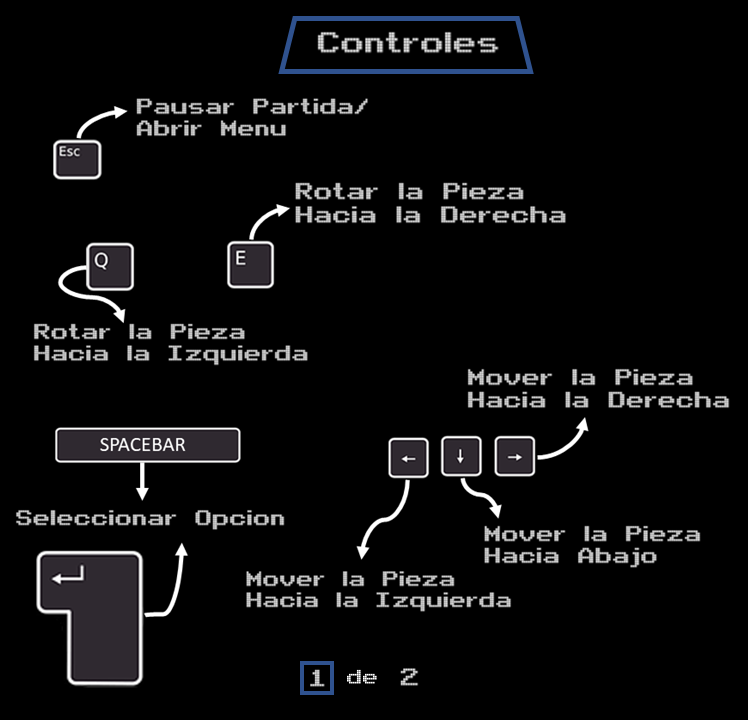 Controles
Pausar Partida/
Abrir Menu
Esc
Rotar la Pieza
Hacia la Derecha
Q
E
Rotar la Pieza
Hacia la Izquierda
Mover la Pieza
Hacia la Derecha
SPACEBAR
← ↓ →
Seleccionar Opcion
Mover la Pieza
Hacia Abajo
Mover la Pieza
Hacia la Izquierda
1 de 2